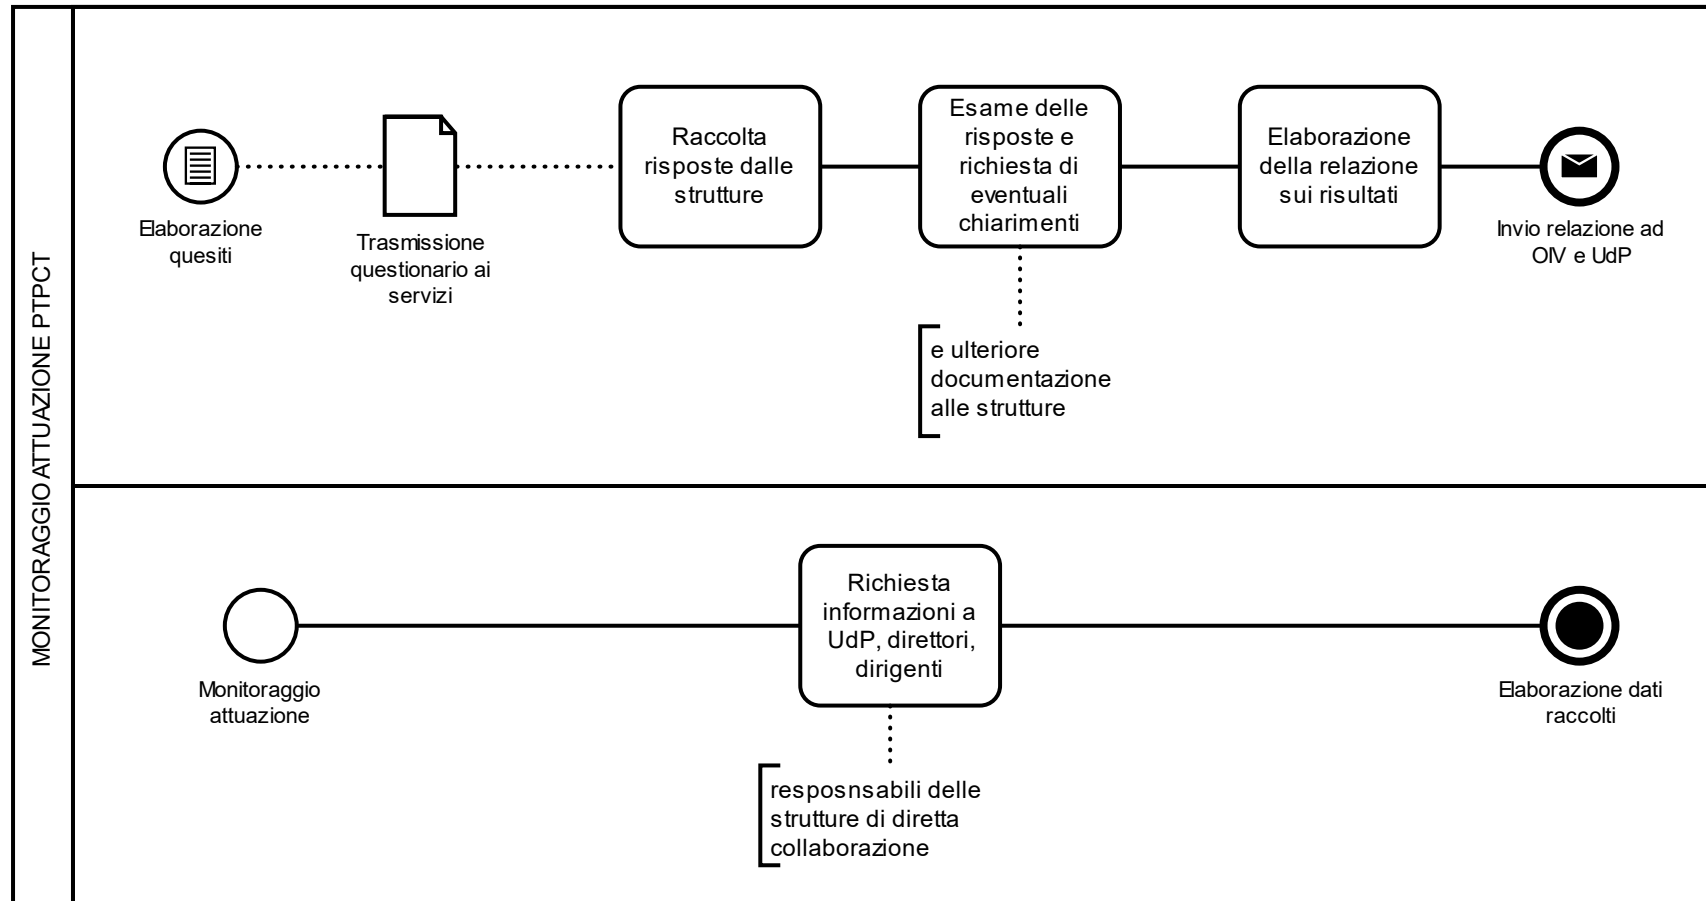 MONITORAGGIO ATTUAZIONE PTPCT
Elaborazione
quesiti
Trasmissione
questionario ai
servizi
Raccolta
risposte dalle
strutture
Esame delle
risposte e
richiesta di
eventuali
chiarimenti
e ulteriore
documentazione
alle strutture
Elaborazione
della relazione
sui risultati
Invio relazione ad
OIV e UdP
Monitoraggio
attuazione
Richiesta
informazioni a
UdP, direttori,
dirigenti
resposnsabili delle
strutture di diretta
collaborazione
Elaborazione dati
raccolti